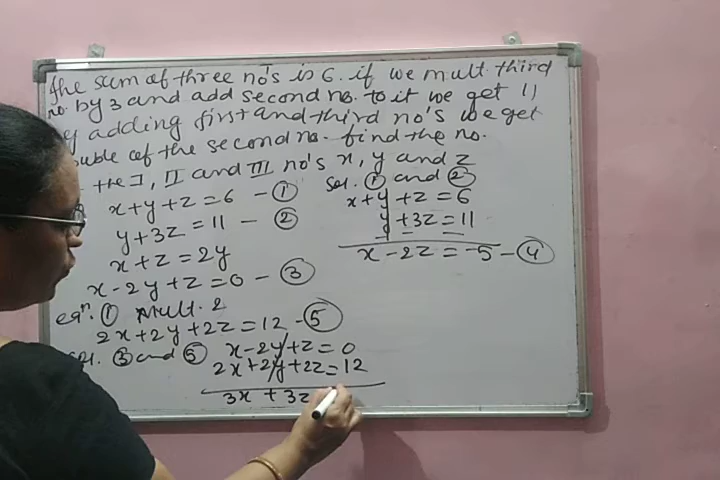 The sum of three no's is 6. if we mult. third
no. by 3 and add second no. to it we get 11
By adding first and third no's we get
double of the second no. find the no.
the I, II and III no's x, y and z
x+y+z=6 -①
y+3z=11 - ②
x+z=2y
x-2y+z=0 - ③
eqⁿ. ① Mult. 2
2x+2y+2z=12 -⑤
sol. ③ and ⑤ x-2y+z=0
2x+2y+2z=12
3x + 3z
Sol. ① and ②
x+y+z=6
y+3z=11
- - -
x-2z=-5-④